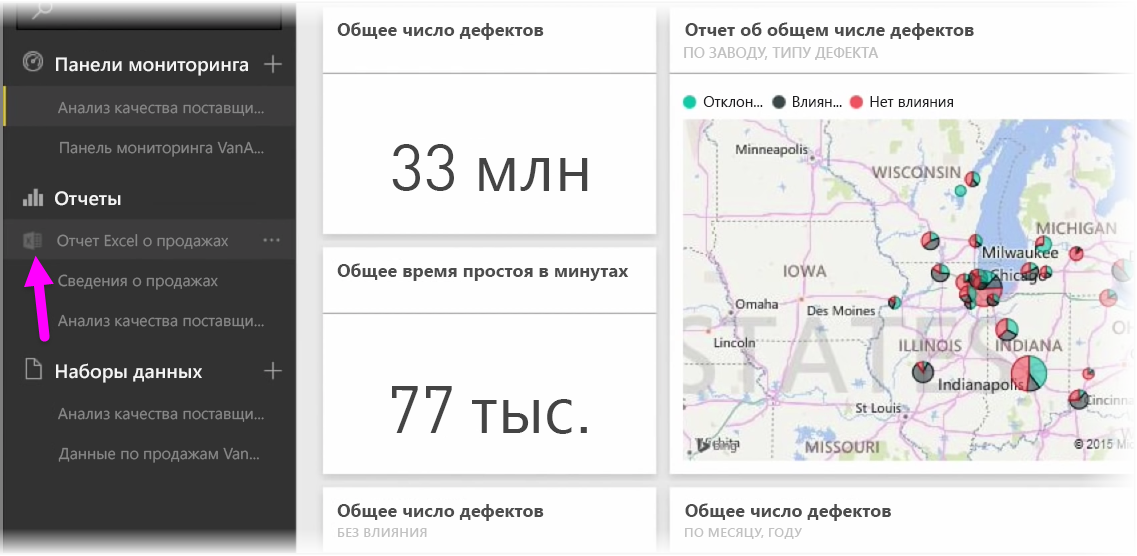 Панели мониторинга
Анализ качества поставщи...
Панель мониторинга VanA...
Отчеты
Отчет Excel о продажах
Сведения о продажах
Анализ качества поставщи...
Наборы данных
Анализ качества поставщи...
Данные по продажам Van...
Общее число дефектов
33 млн
Общее время простоя в минутах
77 тыс.
Общее число дефектов
БЕЗ ВЛИЯНИЯ
Отчет об общем числе дефектов
ПО ЗАВОДУ, ТИПУ ДЕФЕКТА
Отклон... Влиян... Нет влияния
Minneapolis
WISCONSIN
MICHIGAN
Milwaukee
IOWA
Chicago
Omaha
Des Moines
STATES
Lincoln
ILLINOIS
INDIANA
Indianapolis
Cincinna
St Louis
Wichita
Bing
MISSOURI
© 2015 Mic
Общее число дефектов
ПО МЕСЯЦУ, ГОДУ